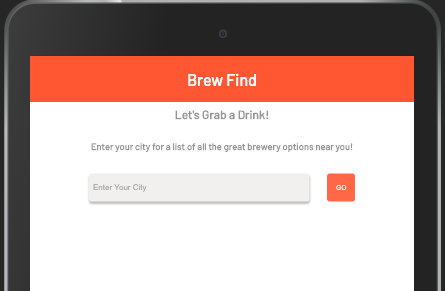 Brew Find
Let's Grab a Drink!
Enter your city for a list of all the great brewery options near you!
Enter Your City
GO